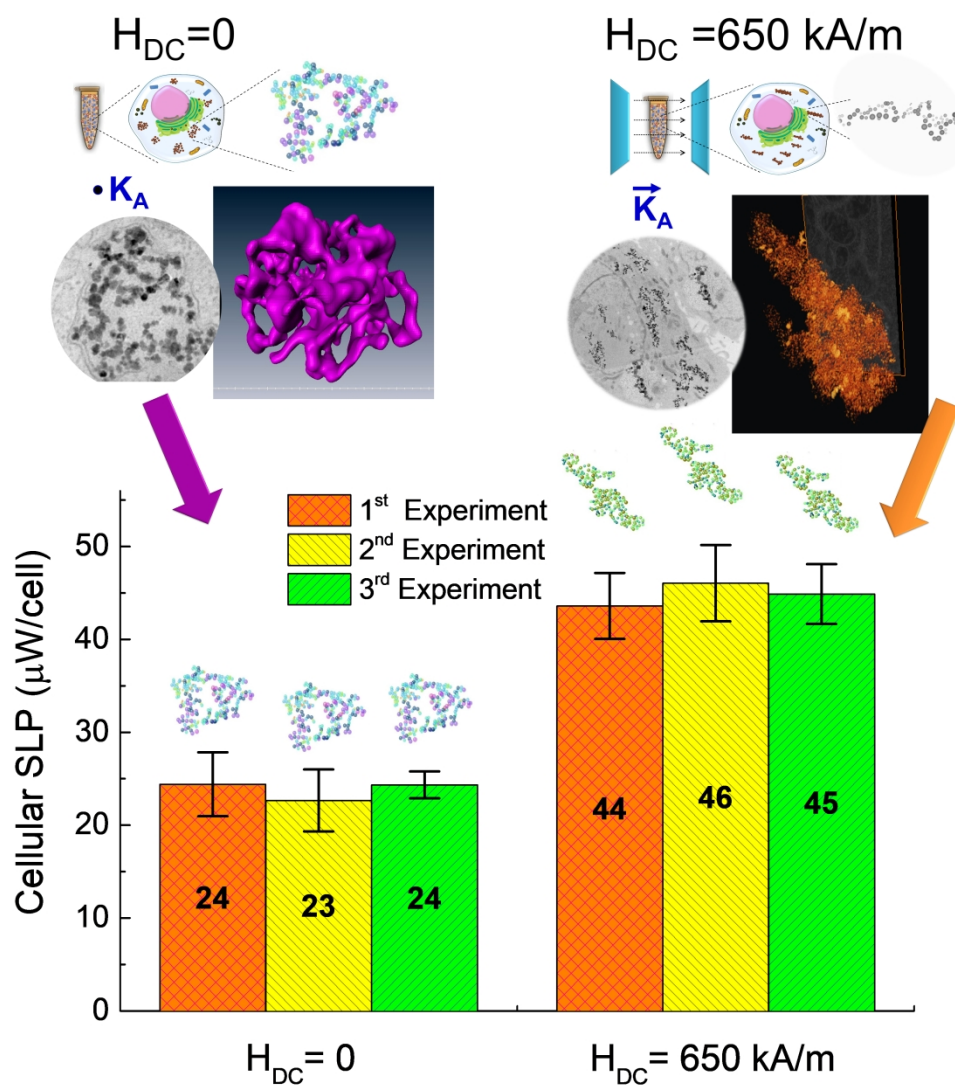 H_DC=0
H_DC =650 kA/m
• K_A
K_A
1st Experiment
2nd Experiment
3rd Experiment
Cellular SLP (μW/cell)
50
40
30
20
10
0
24
23
24
44
46
45
H_DC= 0
H_DC= 650 kA/m